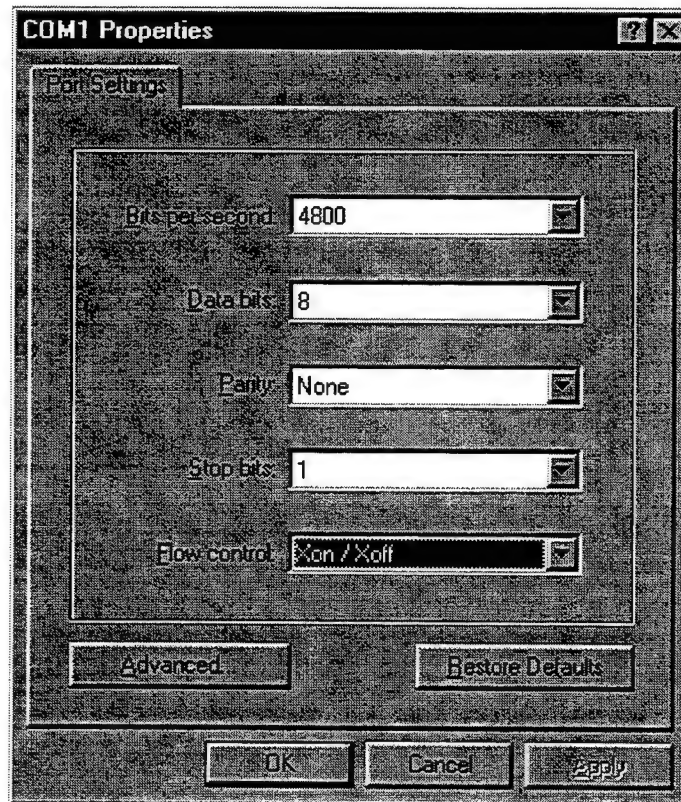 COM1 Properties
Port Settings
Bits per second: 4800
Data bits: 8
Parity: None
Stop bits: 1
Flow control: Xon / Xoff
Advanced...
Restore Defaults
OK
Cancel
Apply